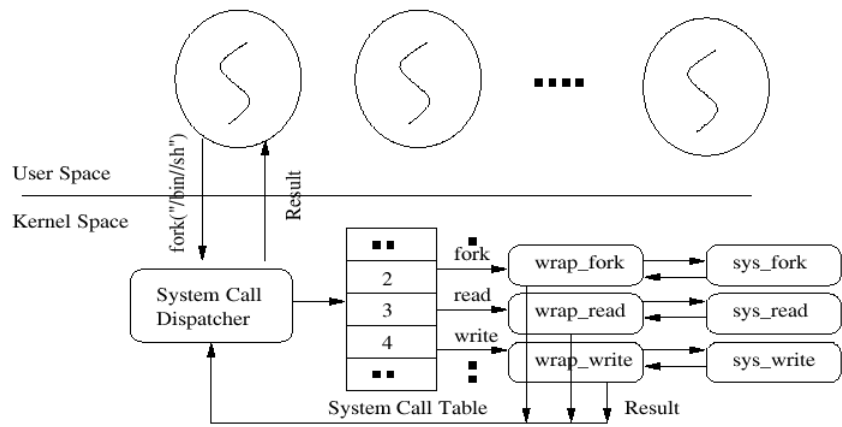 User Space
Kernel Space
fork("/bin//sh")
Result
System Call
Dispatcher
2
3
4
fork
read
write
wrap_fork
sys_fork
wrap_read
sys_read
wrap_write
sys_write
System Call Table
Result